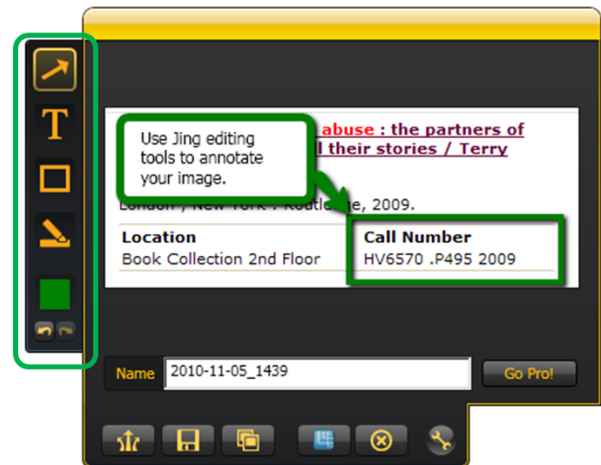 T
abuse : the partners of
l their stories / Terry
Use Jing editing
tools to annotate
your image.
London ; New York : Routledge, 2009.
Location Call Number
Book Collection 2nd Floor HV6570 .P495 2009
Name 2010-11-05_1439 Go Pro!